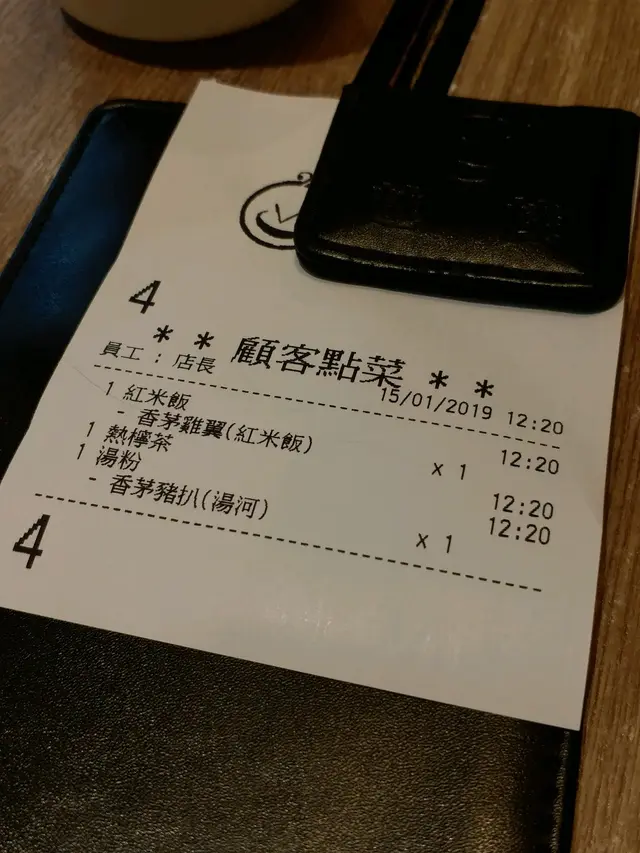 4
* * 顧客點菜 * *
員工 : 店長 15/01/2019 12:20
1 紅米飯 12:20
- 香茅雞翼(紅米飯) x 1
1 熱檸茶 12:20
1 湯粉 12:20
- 香茅豬扒(湯河) x 1
4